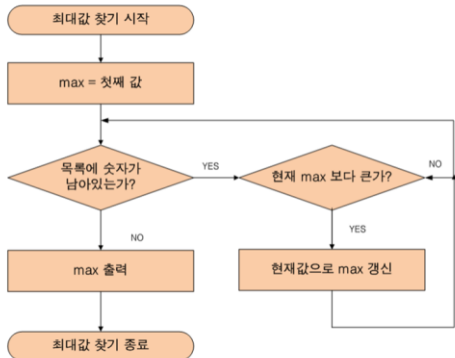 최대값 찾기 시작
max = 첫째 값
목록에 숫자가
남아있는가?
YES
현재 max 보다 큰가?
NO
NO
YES
max 출력
현재값으로 max 갱신
최대값 찾기 종료